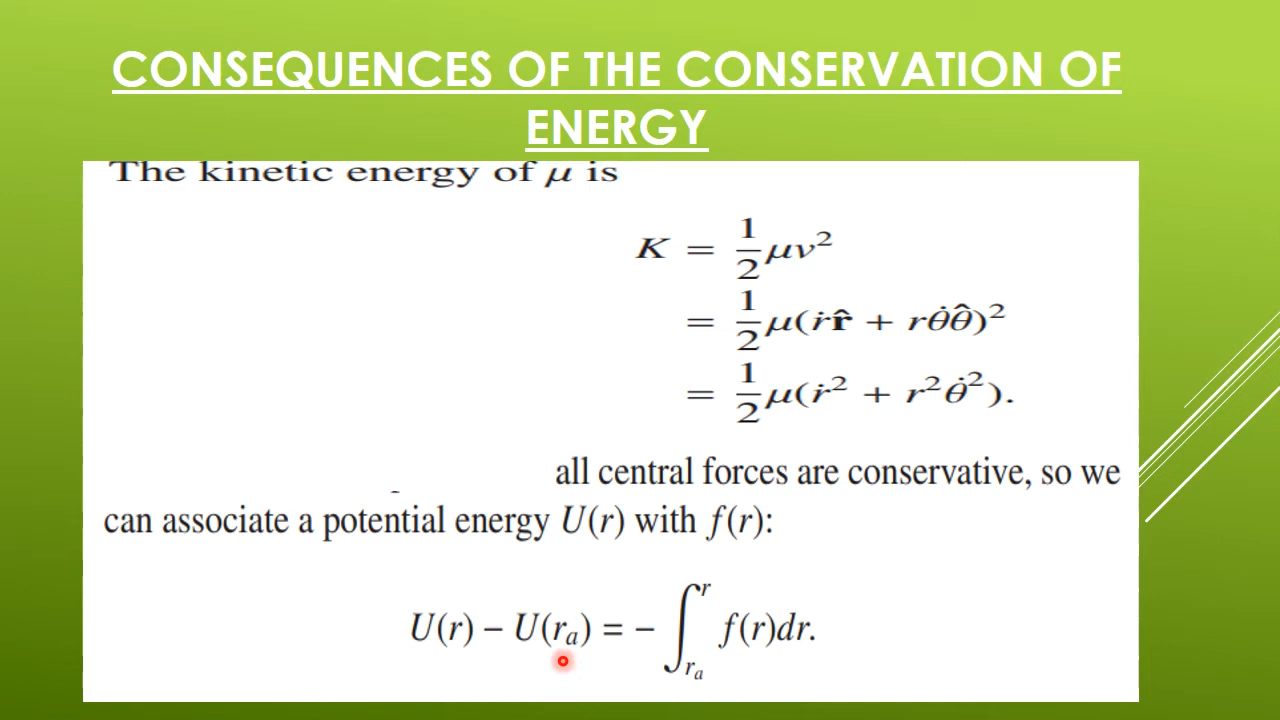 CONSEQUENCES OF THE CONSERVATION OF
ENERGY
The kinetic energy of μ is
K = 1/2 μv²
= 1/2 μ(ṙr̂ + rθ̇θ̂)²
= 1/2 μ(ṙ² + r²θ̇²).
all central forces are conservative, so we
can associate a potential energy U(r) with f(r):
U(r) − U(rₐ) = − ∫_{rₐ}^{r} f(r)dr.